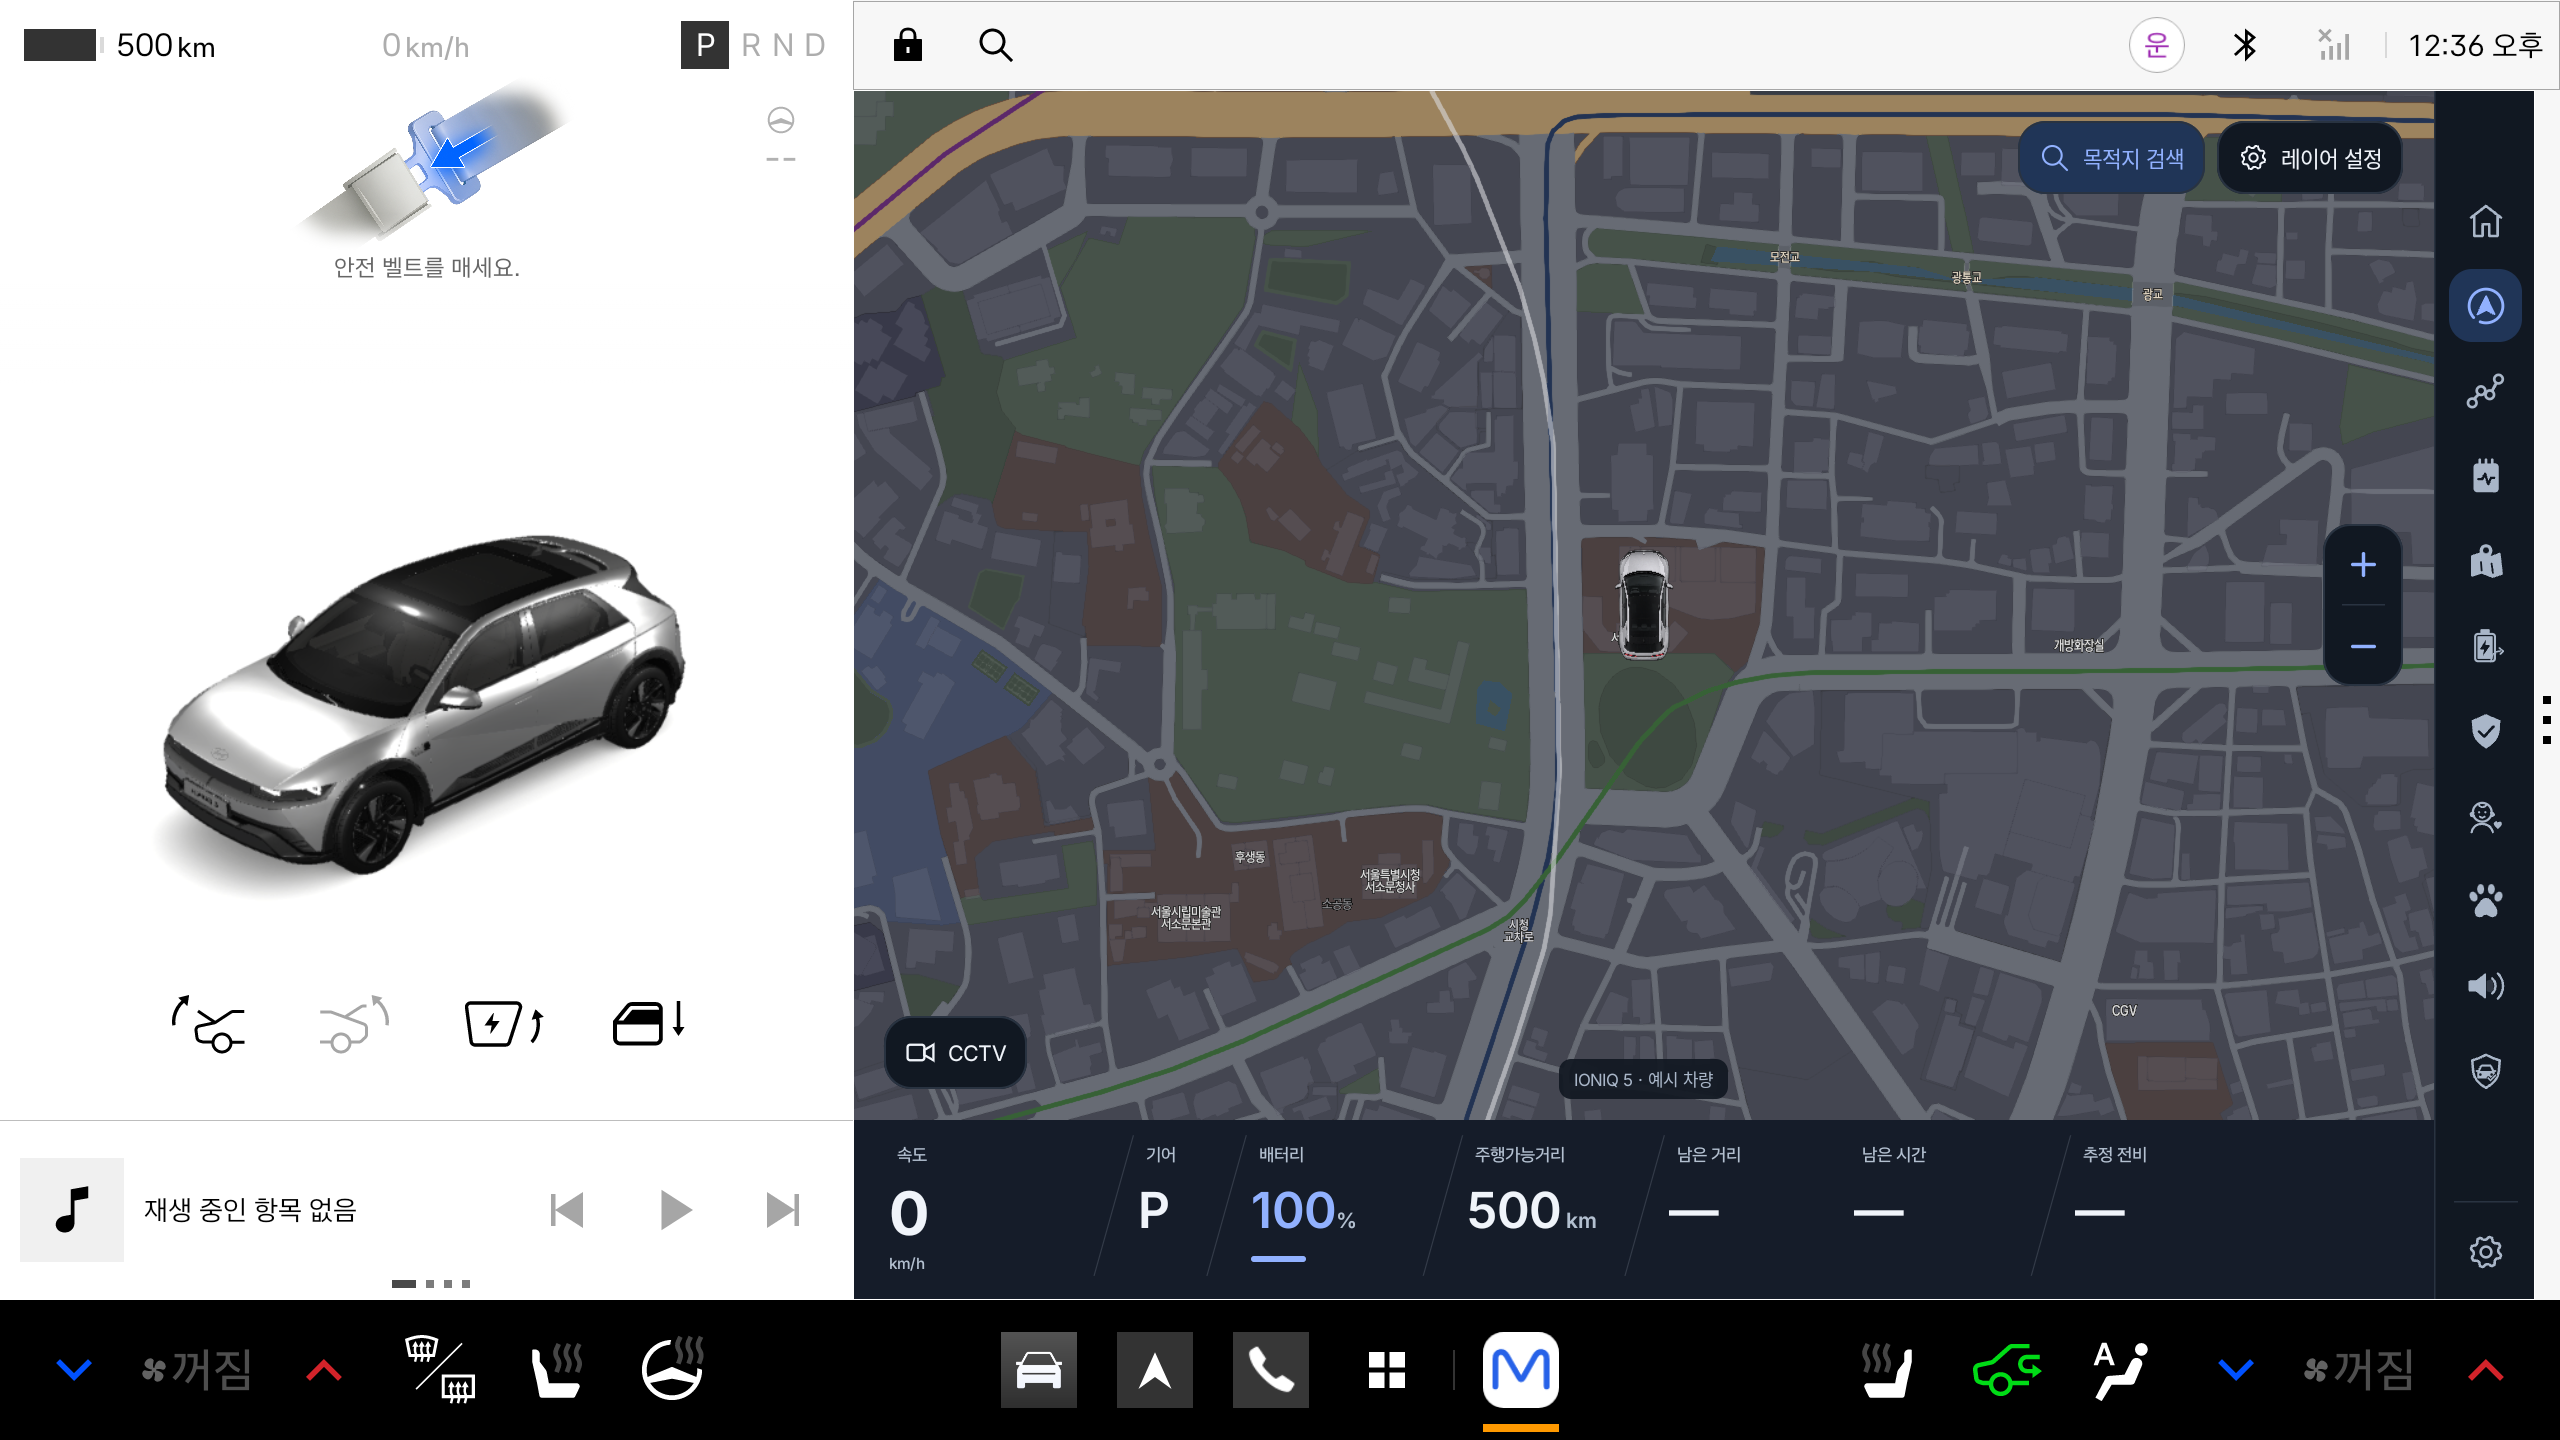 500 km
0 km/h
P R N D
12:36 오후
운
안전 벨트를 매세요.
목적지 검색
레이어 설정
모전교
광통교
광교
개방화장실
후생동
서울특별시청
서소문청사
서울시립미술관
서소문본관
소공동
시청
교차로
CGV
CCTV
IONIQ 5 · 예시 차량
재생 중인 항목 없음
속도
0
km/h
기어
P
배터리
100%
주행가능거리
500 km
남은 거리
—
남은 시간
—
추정 전비
—
꺼짐
A
꺼짐